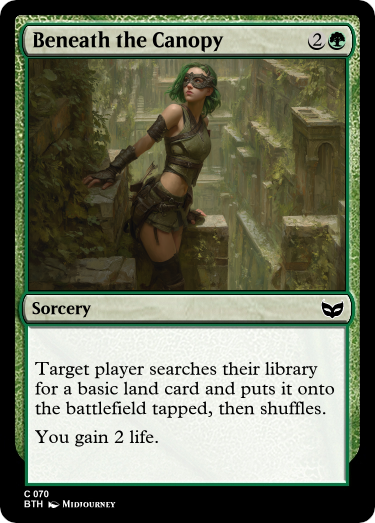 Beneath the Canopy 2
Sorcery
Target player searches their library
for a basic land card and puts it onto
the battlefield tapped, then shuffles.
You gain 2 life.
C 070
BTH Midjourney